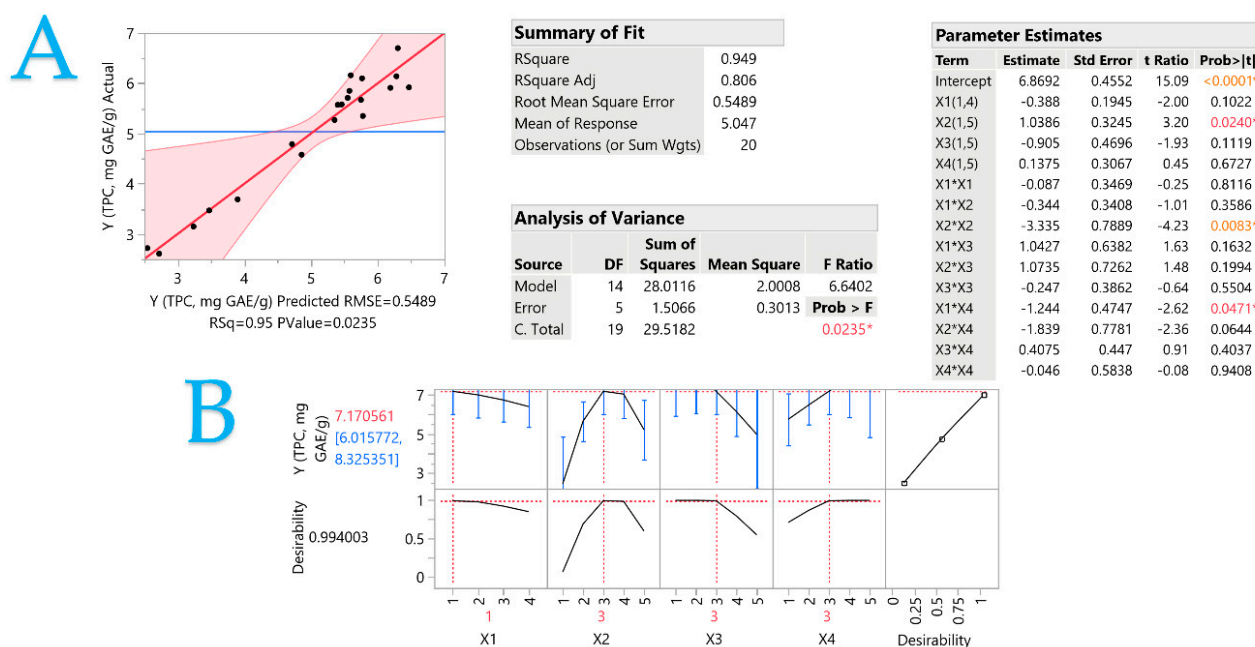 A
Y (TPC, mg GAE/g) Actual
7
6
5
4
3
3 4 5 6 7
Y (TPC, mg GAE/g) Predicted RMSE=0.5489
RSq=0.95 PValue=0.0235
Summary of Fit
RSquare 0.949
RSquare Adj 0.806
Root Mean Square Error 0.5489
Mean of Response 5.047
Observations (or Sum Wgts) 20
Analysis of Variance
Sum of
Source DF Squares Mean Square F Ratio
Model 14 28.0116 2.0008 6.6402
Error 5 1.5066 0.3013 Prob > F
C. Total 19 29.5182 0.0235*
Parameter Estimates
Term Estimate Std Error t Ratio Prob>|t|
Intercept 6.8692 0.4552 15.09 <0.0001*
X1(1,4) -0.388 0.1945 -2.00 0.1022
X2(1,5) 1.0386 0.3245 3.20 0.0240*
X3(1,5) -0.905 0.4696 -1.93 0.1119
X4(1,5) 0.1375 0.3067 0.45 0.6727
X1*X1 -0.087 0.3469 -0.25 0.8116
X1*X2 -0.344 0.3408 -1.01 0.3586
X2*X2 -3.335 0.7889 -4.23 0.0083*
X1*X3 1.0427 0.6382 1.63 0.1632
X2*X3 1.0735 0.7262 1.48 0.1994
X3*X3 -0.247 0.3862 -0.64 0.5504
X1*X4 -1.244 0.4747 -2.62 0.0471*
X2*X4 -1.839 0.7781 -2.36 0.0644
X3*X4 0.4075 0.447 0.91 0.4037
X4*X4 -0.046 0.5838 -0.08 0.9408
B
Y (TPC, mg
GAE/g)
7.170561
[6.015772,
8.325351]
7
5
3
Desirability
0.994003
1
0.5
0
1 2 3 4 1 2 3 4 5 1 2 3 4 5 1 2 3 4 5 0 0.25 0.5 0.75 1
1 3 3 3
X1 X2 X3 X4 Desirability